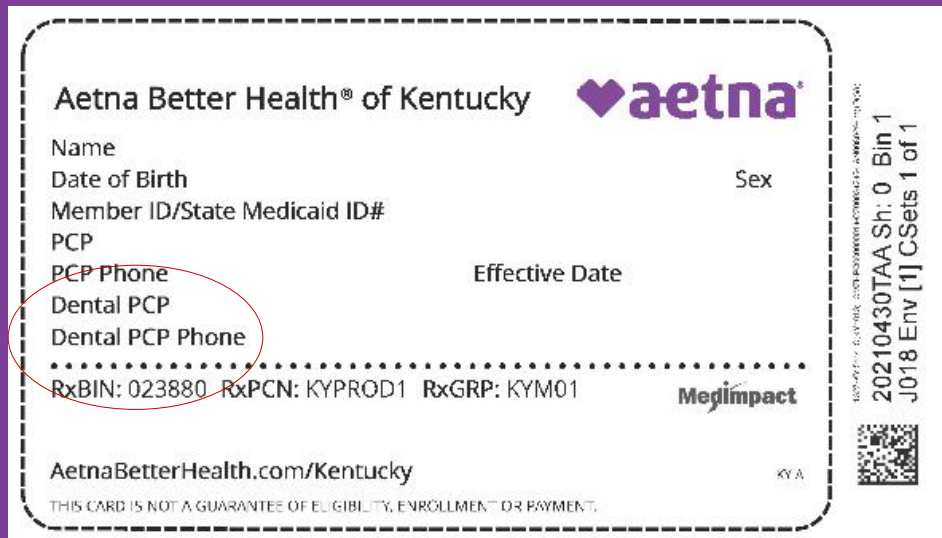 Aetna Better Health® of Kentucky
aetna
Name
Date of Birth
Sex
Member ID/State Medicaid ID#
PCP
PCP Phone
Effective Date
Dental PCP
Dental PCP Phone
RxBIN: 023880 RxPCN: KYPROD1 RxGRP: KYM01
MedImpact
AetnaBetterHealth.com/Kentucky
KY A
THIS CARD IS NOT A GUARANTEE OF ELIGIBILITY, ENROLLMENT OR PAYMENT.
20210430TAA Sh: 0 Bin 1
J018 Env [1] CSets 1 of 1